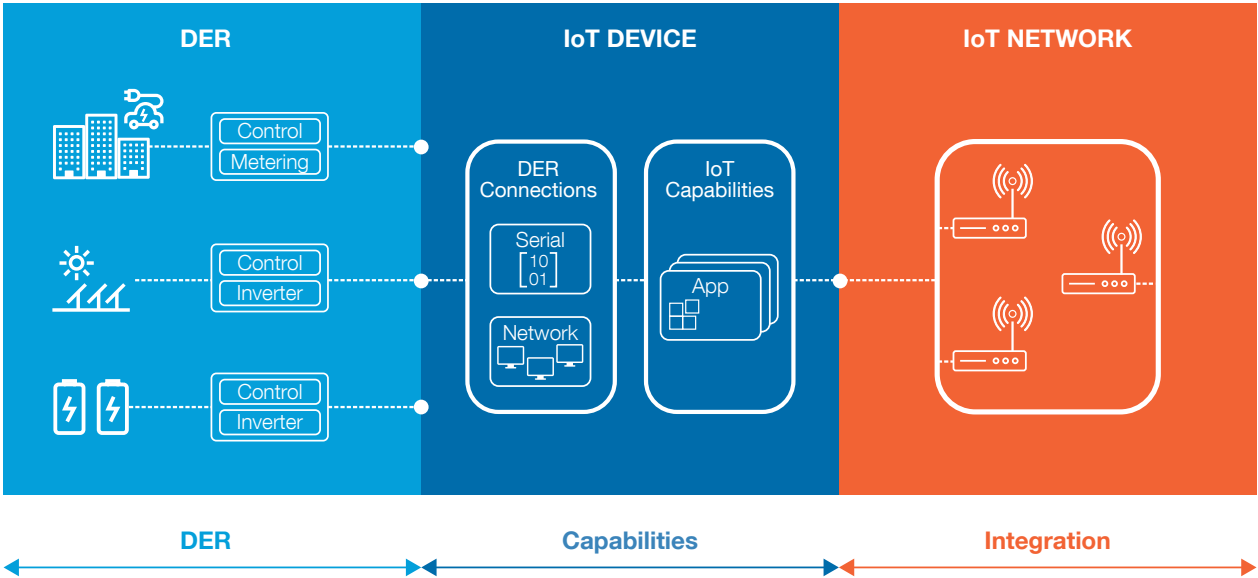 DER
IoT DEVICE
IoT NETWORK
Control
Metering
Control
Inverter
Control
Inverter
DER
Connections
Serial
10
01
Network
IoT
Capabilities
App
DER
Capabilities
Integration